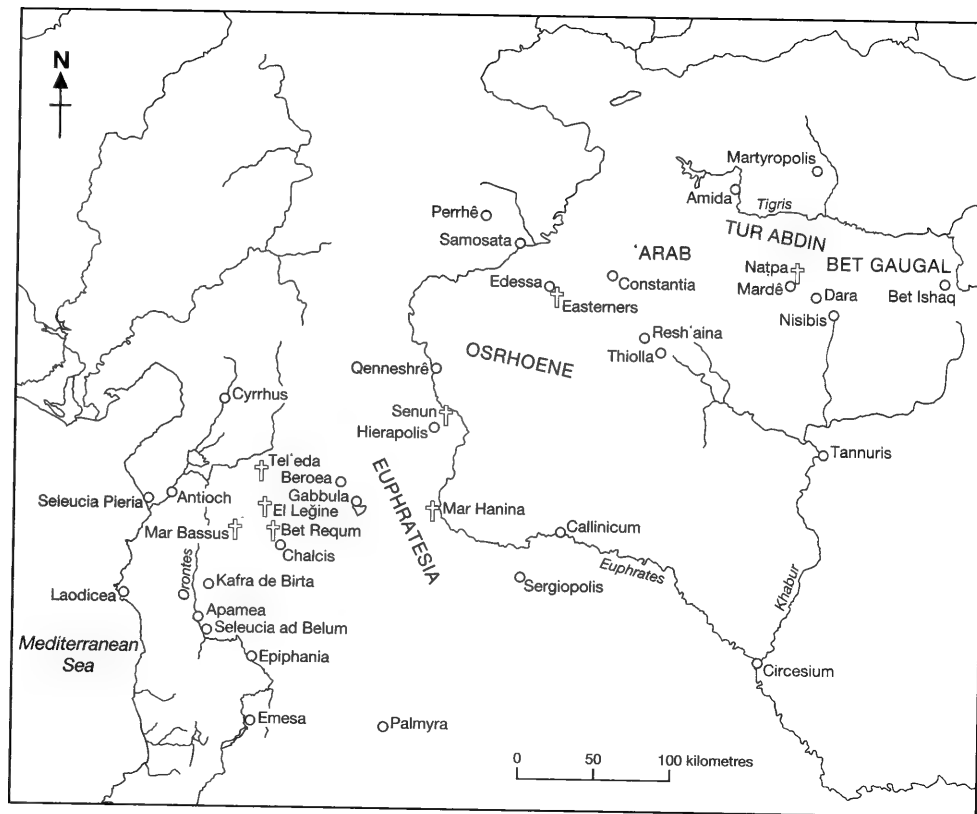 N
Martyropolis
Amida
Tigris
Perrhê
TUR ABDIN
Samosata
ʿARAB
BET GAUGAL
Naṭpa
Edessa
Constantia
Mardê
Dara
Bet Ishaq
Easterners
Nisibis
Resh ʿaina
OSRHOENE
Thiolla
Qenneshrê
Cyrrhus
Senun
Hierapolis
Tannuris
Telʿeda
Beroea
EUPHRATESIA
Seleucia Pieria
Antioch
Gabbula
El Leğine
Mar Hanina
Mar Bassus
Bet Requm
Callinicum
Chalcis
Orontes
Kafra de Birta
Euphrates
Sergiopolis
Khabur
Laodicea
Apamea
Seleucia ad Belum
Mediterranean
Sea
Epiphania
Circesium
Emesa
Palmyra
0 50 100 kilometres